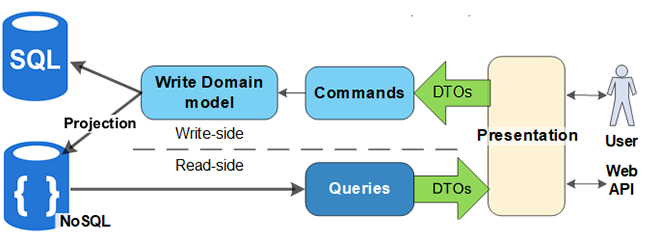 SQL
Write Domain
model
Commands
DTOs
Presentation
User
Projection
Write-side
Read-side
{ }
NoSQL
Queries
DTOs
Web
API